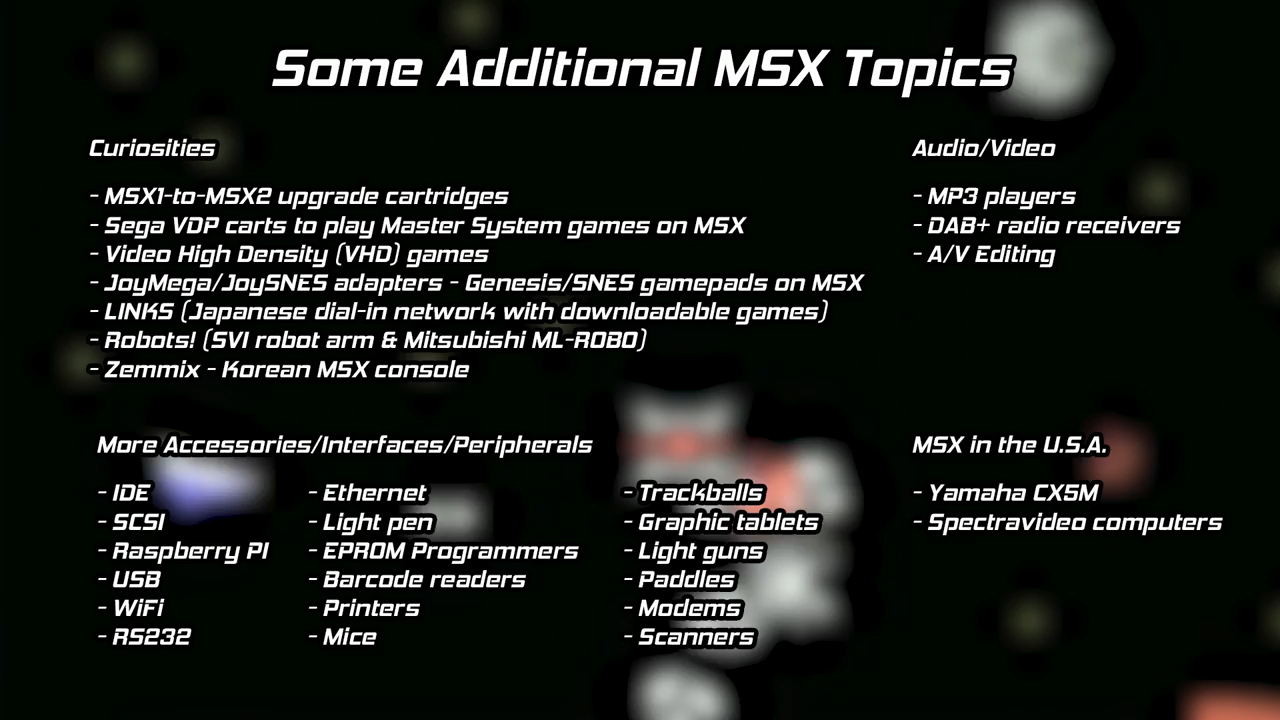 Some Additional MSX Topics
Curiosities
- MSX1-to-MSX2 upgrade cartridges
- Sega VDP carts to play Master System games on MSX
- Video High Density (VHD) games
- JoyMega/JoySNES adapters - Genesis/SNES gamepads on MSX
- LINKS (Japanese dial-in network with downloadable games)
- Robots! (SVI robot arm & Mitsubishi ML-ROBO)
- Zemmix - Korean MSX console
Audio/Video
- MP3 players
- DAB+ radio receivers
- A/V Editing
More Accessories/Interfaces/Peripherals
- IDE
- SCSI
- Raspberry PI
- USB
- WiFi
- RS232
- Ethernet
- Light pen
- EPROM Programmers
- Barcode readers
- Printers
- Mice
- Trackballs
- Graphic tablets
- Light guns
- Paddles
- Modems
- Scanners
MSX in the U.S.A.
- Yamaha CX5M
- Spectravideo computers